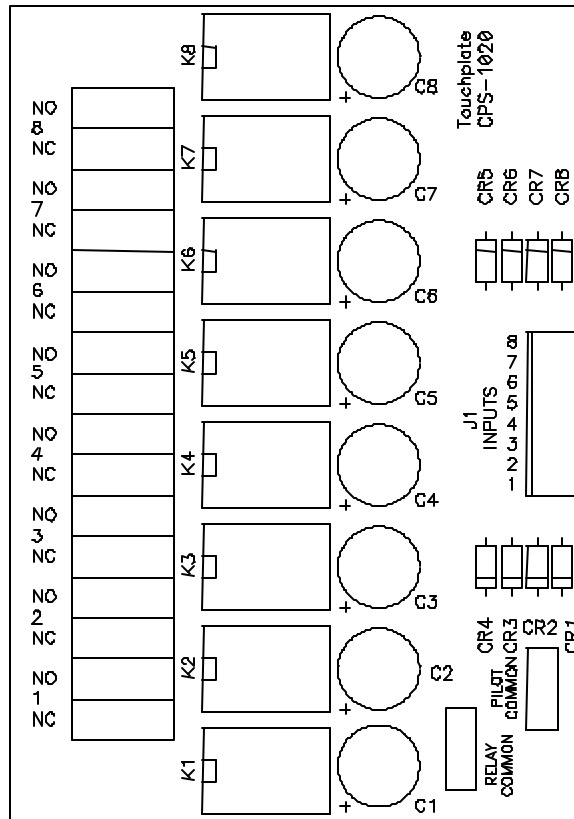 Touchplate
CPS-1020
NO
8
NC
NO
7
NC
NO
6
NC
NO
5
NC
NO
4
NC
NO
3
NC
NO
2
NC
NO
1
NC
K8
K7
K6
K5
K4
K3
K2
K1
+
C8
+
C7
+
C6
+
C5
+
C4
+
C3
+
C2
+
C1
CR5
CR6
CR7
CR8
J1
INPUTS
8
7
6
5
4
3
2
1
CR4
CR3
CR2
CR1
PILOT
COMMON
RELAY
COMMON